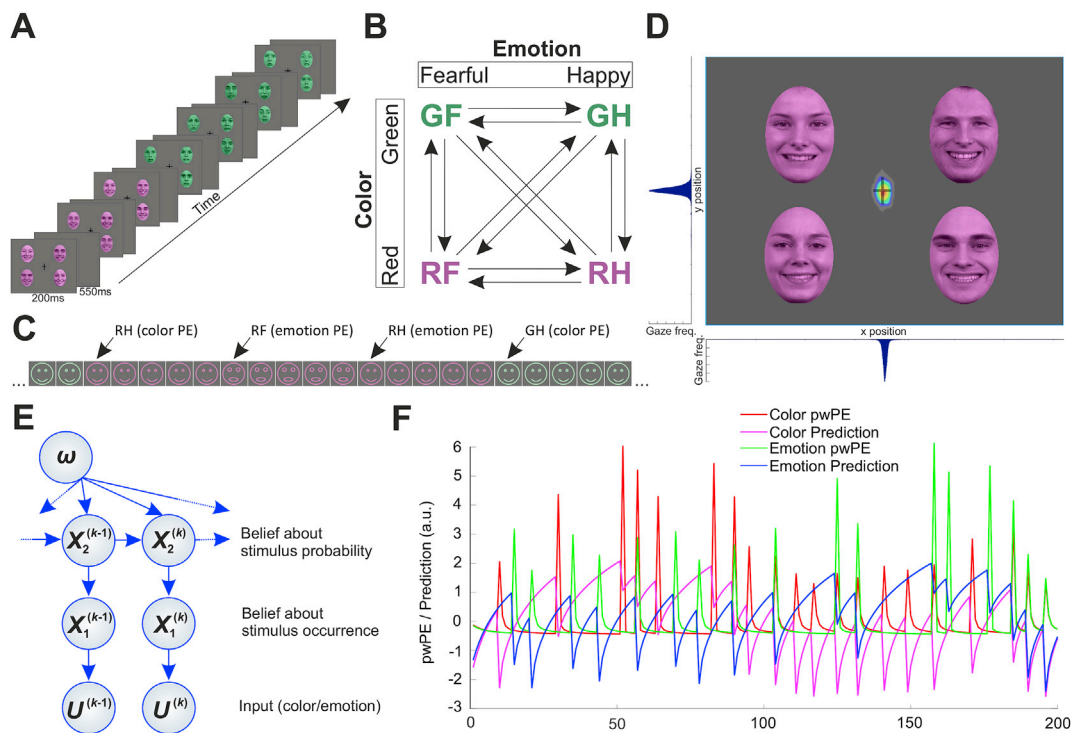 A
200ms
550ms
Time
B
Emotion
Fearful Happy
Color
Green
Red
GF GH
RF RH
C
RH (color PE) RF (emotion PE) RH (emotion PE) GH (color PE)
... ...
D
y position
Gaze freq.
x position
Gaze freq.
E
ω
X₂⁽ᵏ⁻¹⁾ X₂⁽ᵏ⁾
Belief about
stimulus probability
X₁⁽ᵏ⁻¹⁾ X₁⁽ᵏ⁾
Belief about
stimulus occurrence
U⁽ᵏ⁻¹⁾ U⁽ᵏ⁾
Input (color/emotion)
F
Color pwPE
Color Prediction
Emotion pwPE
Emotion Prediction
pwPE / Prediction (a.u.)
6
5
4
3
2
1
0
-1
-2
-3
0 50 100 150 200